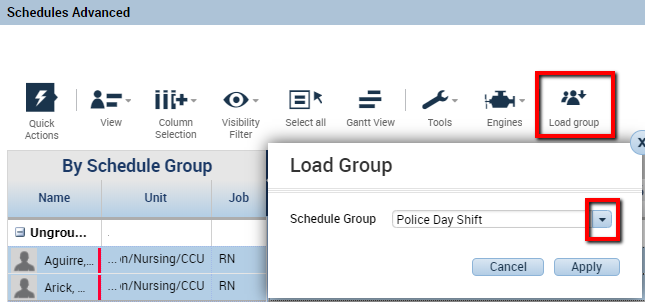 Schedules Advanced
Quick Actions
View
Column Selection
Visibility Filter
Select all
Gantt View
Tools
Engines
Load group
By Schedule Group
Name Unit Job
Ungrou...
Aguirre,... ...on/Nursing/CCU RN
Arick, ... ...on/Nursing/CCU RN
Load Group
X
Schedule Group Police Day Shift
Cancel Apply